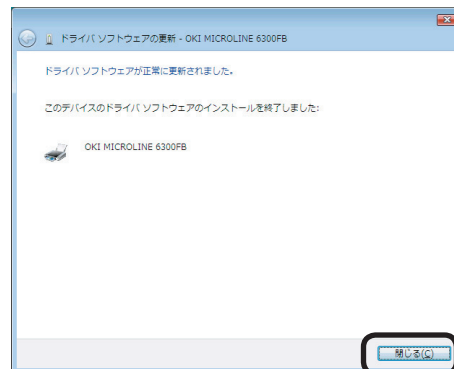 ドライバ ソフトウェアの更新 - OKI MICROLINE 6300FB
ドライバ ソフトウェアが正常に更新されました。
このデバイスのドライバ ソフトウェアのインストールを終了しました:
OKI MICROLINE 6300FB
閉じる(C)